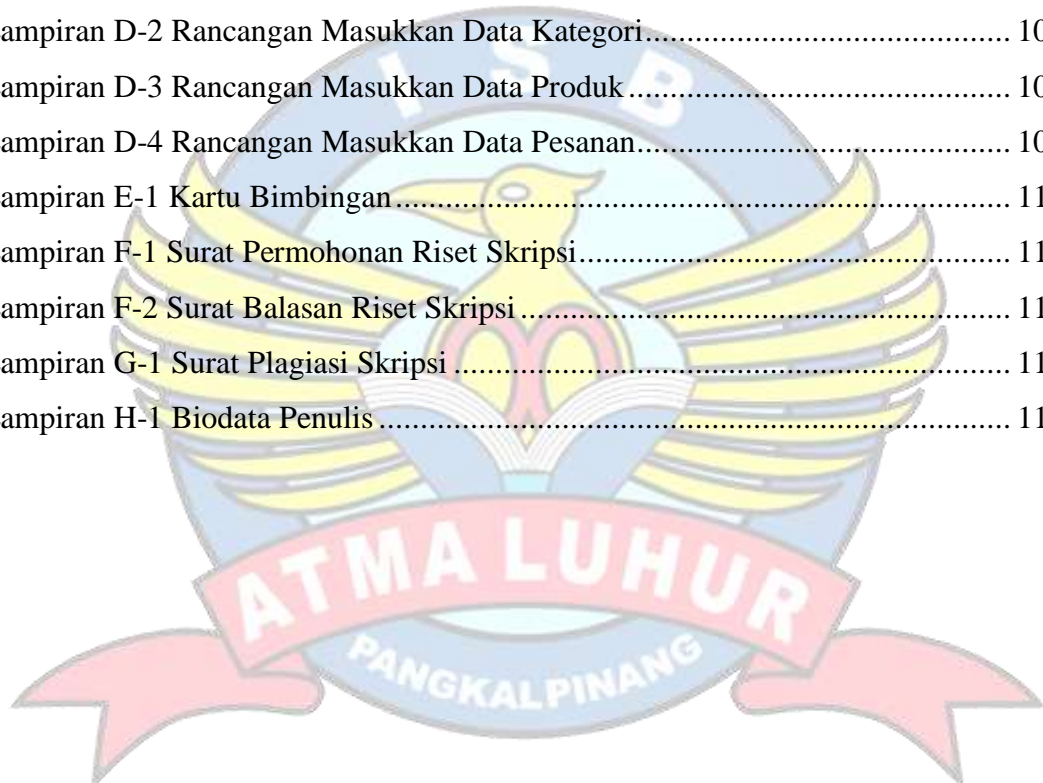 ampiran D-2 Rancangan Masukkan Data Kategori............................................. 10
ampiran D-3 Rancangan Masukkan Data Produk............................................... 10
ampiran D-4 Rancangan Masukkan Data Pesanan.............................................. 10
ampiran E-1 Kartu Bimbingan............................................................................ 11
ampiran F-1 Surat Permohonan Riset Skripsi..................................................... 11
ampiran F-2 Surat Balasan Riset Skripsi............................................................ 11
ampiran G-1 Surat Plagiasi Skripsi.................................................................... 11
ampiran H-1 Biodata Penulis.............................................................................. 11
I S B
ATMA LUHUR
PANGKALPINANG